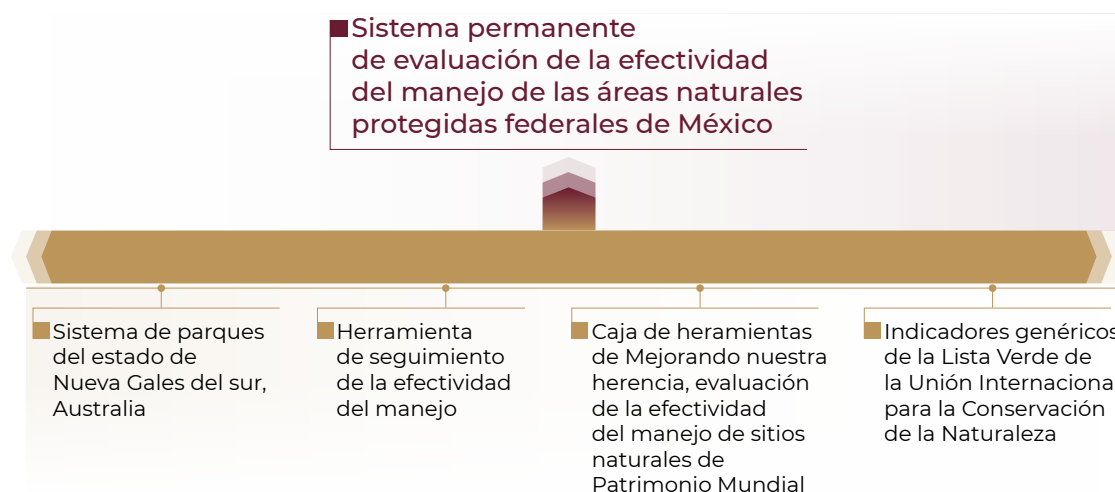 Sistema permanente
de evaluación de la efectividad
del manejo de las áreas naturales
protegidas federales de México
Sistema de parques
del estado de
Nueva Gales del sur,
Australia
Herramienta
de seguimiento
de la efectividad
del manejo
Caja de heramientas
de Mejorando nuestra
herencia, evaluación
de la efectividad
del manejo de sitios
naturales de
Patrimonio Mundial
Indicadores genéricos
de la Lista Verde de
la Unión Internaciona
para la Conservación
de la Naturaleza